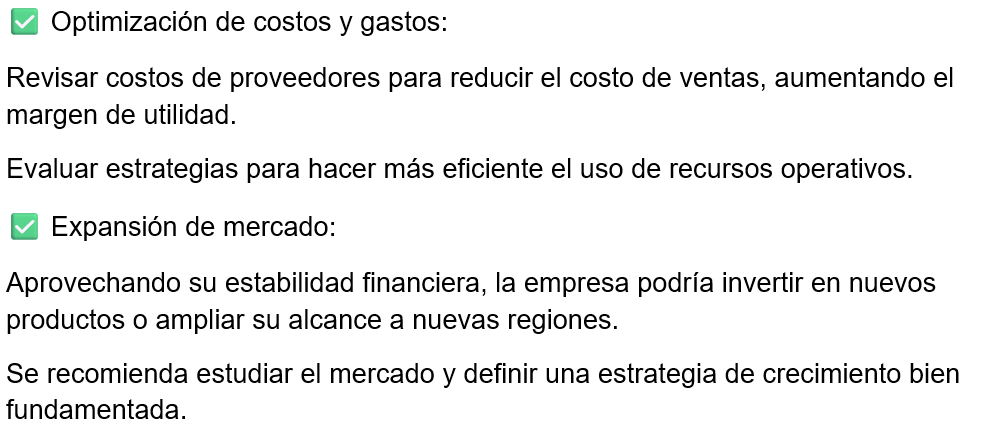 ✅ Optimización de costos y gastos:
Revisar costos de proveedores para reducir el costo de ventas, aumentando el
margen de utilidad.
Evaluar estrategias para hacer más eficiente el uso de recursos operativos.
✅ Expansión de mercado:
Aprovechando su estabilidad financiera, la empresa podría invertir en nuevos
productos o ampliar su alcance a nuevas regiones.
Se recomienda estudiar el mercado y definir una estrategia de crecimiento bien
fundamentada.